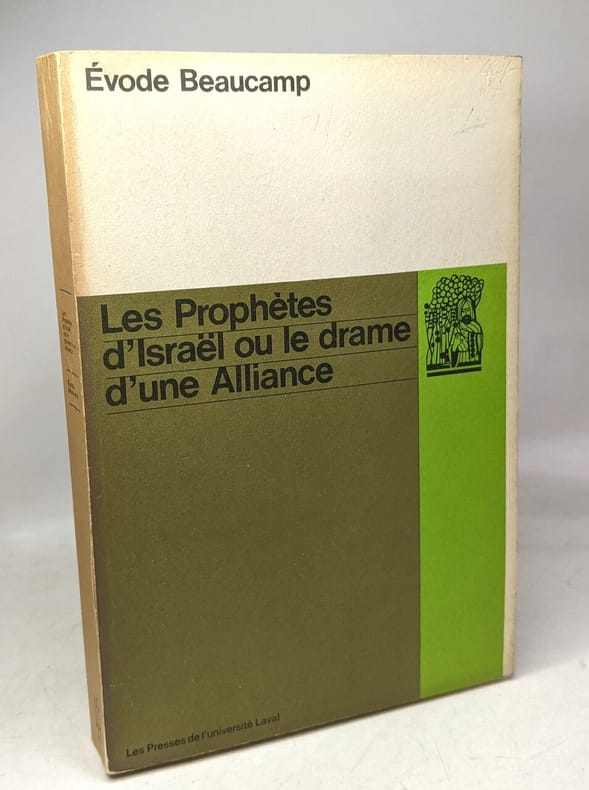 Évode Beaucamp
Les Prophètes
d'Israël ou le drame
d'une Alliance
Les Presses de l'université Laval